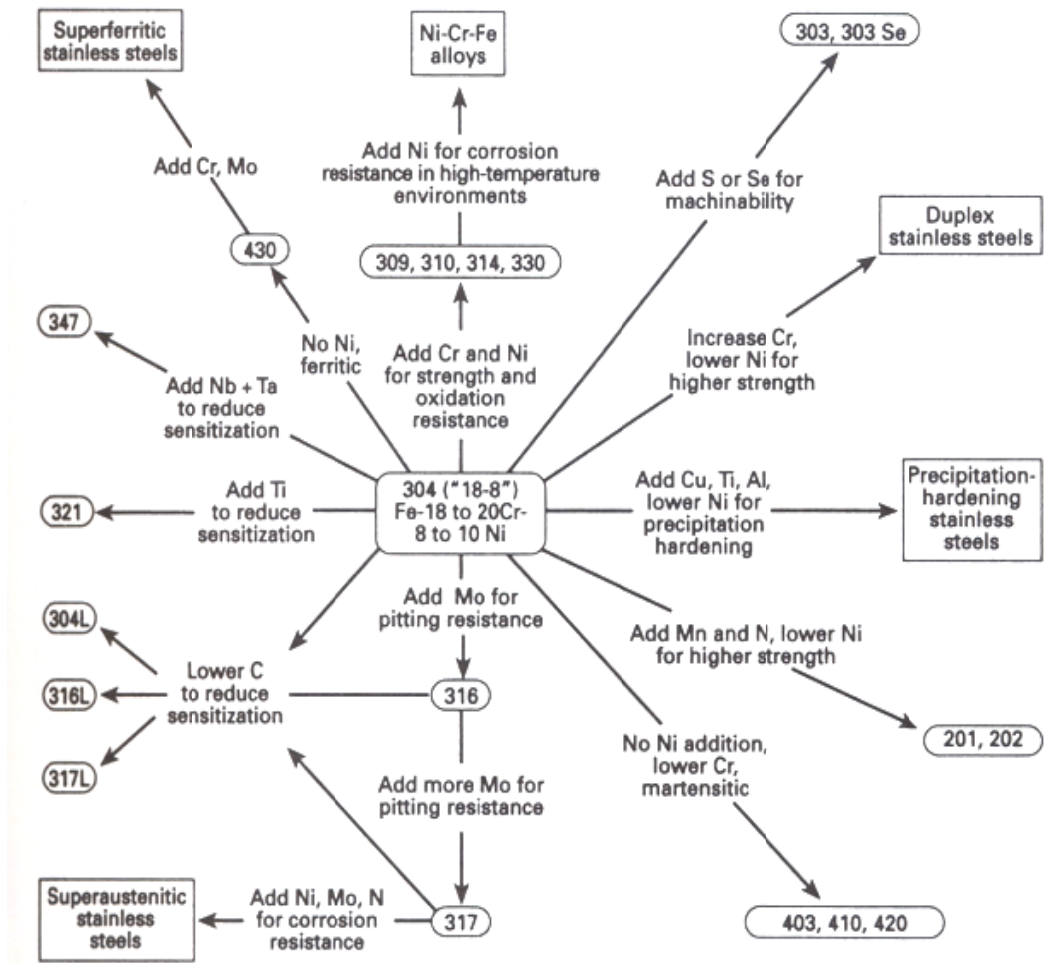 Superferritic
stainless steels
Ni-Cr-Fe
alloys
303, 303 Se
Add Cr, Mo
Add Ni for corrosion
resistance in high-temperature
environments
Add S or Se for
machinability
Duplex
stainless steels
430
309, 310, 314, 330
347
No Ni,
ferritic
Add Cr and Ni
for strength and
oxidation
resistance
Increase Cr,
lower Ni for
higher strength
Add Nb + Ta
to reduce
sensitization
321
Add Ti
to reduce
sensitization
304 ("18-8")
Fe-18 to 20Cr-
8 to 10 Ni
Add Cu, Ti, Al,
lower Ni for
precipitation
hardening
Precipitation-
hardening
stainless
steels
Add Mo for
pitting resistance
Add Mn and N, lower Ni
for higher strength
304L
316L
317L
Lower C
to reduce
sensitization
316
201, 202
No Ni addition,
lower Cr,
martensitic
Add more Mo for
pitting resistance
Superaustenitic
stainless
steels
Add Ni, Mo, N
for corrosion
resistance
317
403, 410, 420